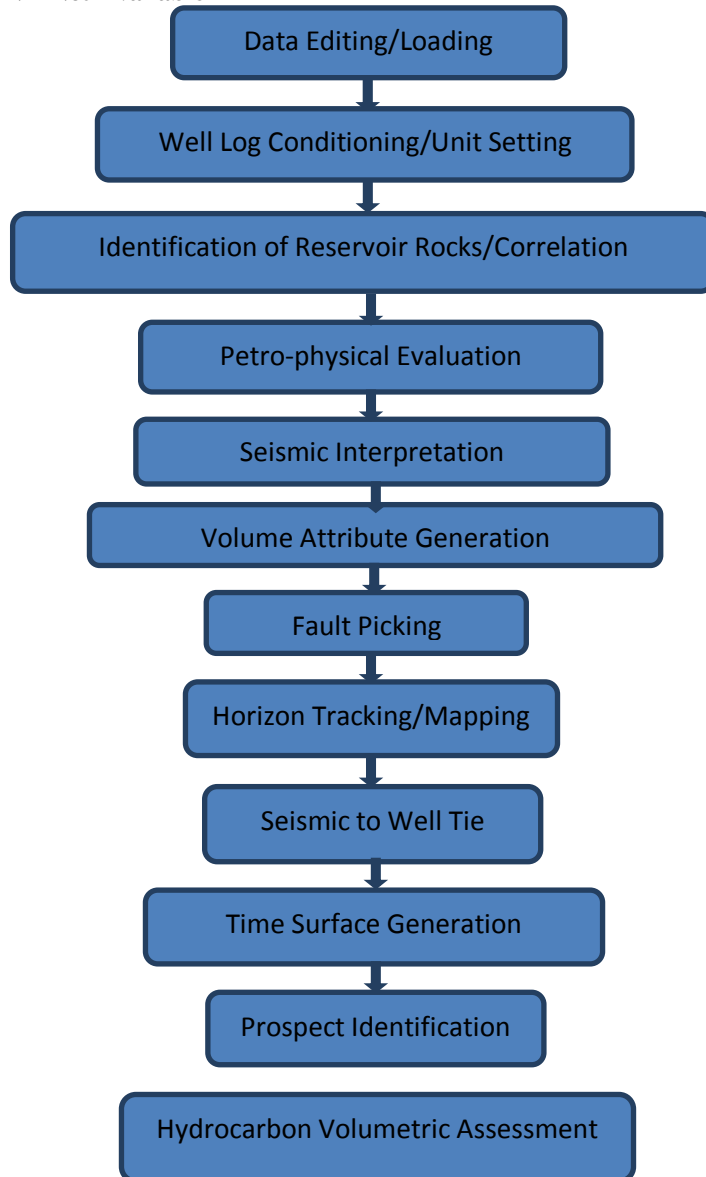 Data Editing/Loading
Well Log Conditioning/Unit Setting
Identification of Reservoir Rocks/Correlation
Petro-physical Evaluation
Seismic Interpretation
Volume Attribute Generation
Fault Picking
Horizon Tracking/Mapping
Seismic to Well Tie
Time Surface Generation
Prospect Identification
Hydrocarbon Volumetric Assessment